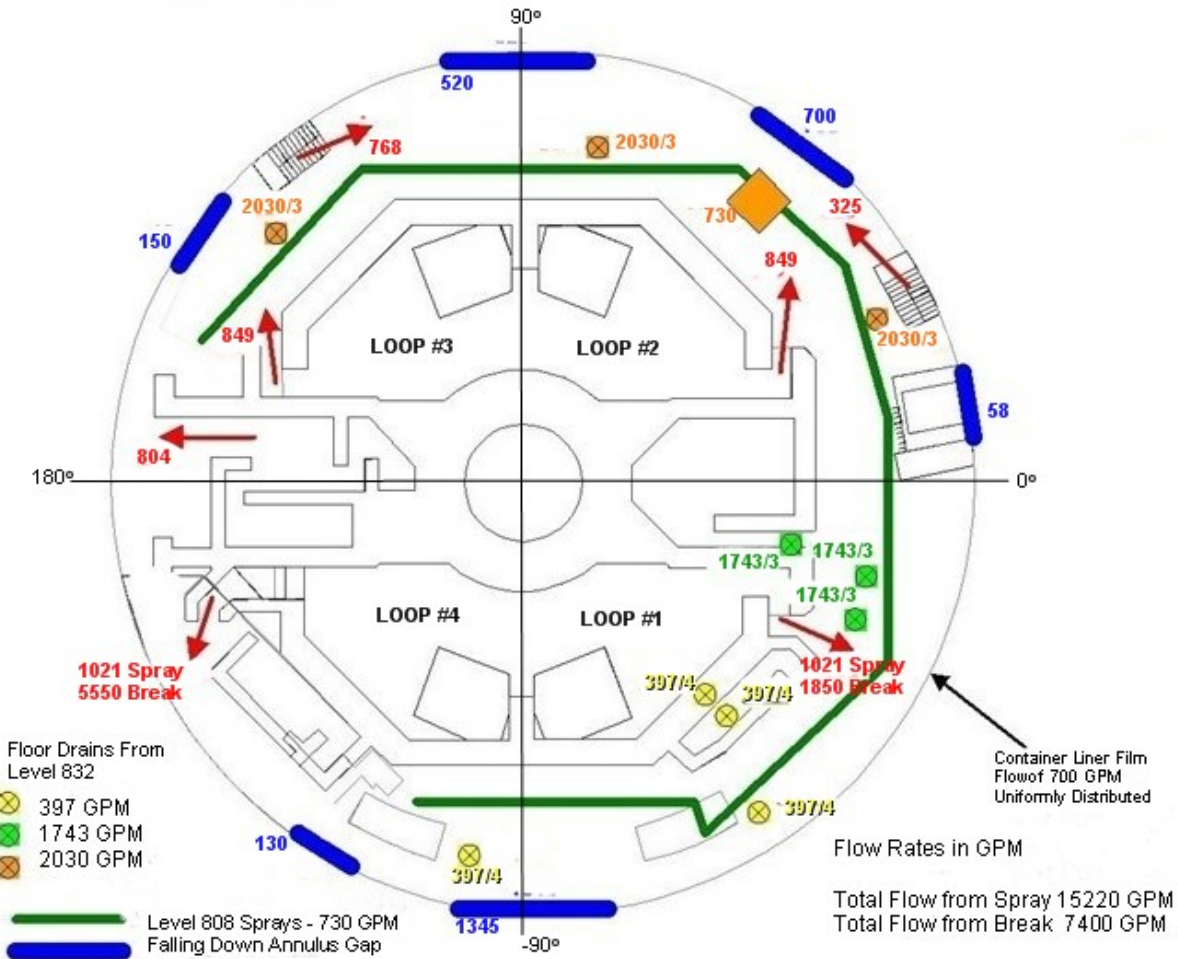 90º
520
700
768
2030/3
2030/3
730
325
150
849
849
2030/3
LOOP #3
LOOP #2
58
804
180º
0º
1743/3
1743/3
1743/3
LOOP #4
LOOP #1
1021 Spray
5550 Break
1021 Spray
1850 Break
397/4
397/4
Floor Drains From
Level 832
397 GPM
1743 GPM
2030 GPM
Container Liner Film
Flowof 700 GPM
Uniformly Distributed
397/4
130
397/4
Flow Rates in GPM
Total Flow from Spray 15220 GPM
Total Flow from Break 7400 GPM
Level 808 Sprays - 730 GPM
Falling Down Annulus Gap
1345
-90º